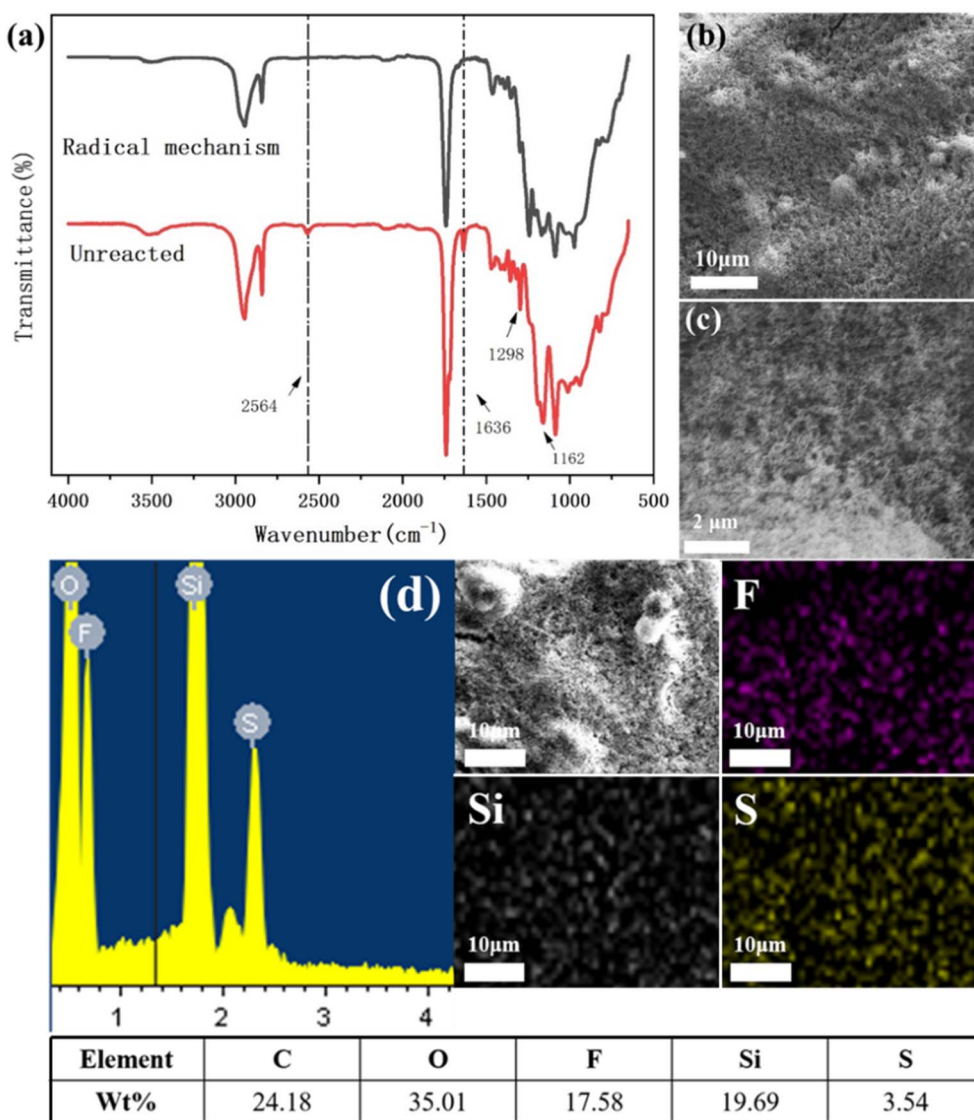 (a)
Transmittance(%)
Radical mechanism
Unreacted
2564
1298
1636
1162
4000 3500 3000 2500 2000 1500 1000 500
Wavenumber(cm⁻¹)
(b)
10μm
(c)
2 μm
(d)
O
F
Si
S
1 2 3 4
10μm
F
10μm
Si
10μm
S
10μm
Element C O F Si S
Wt% 24.18 35.01 17.58 19.69 3.54